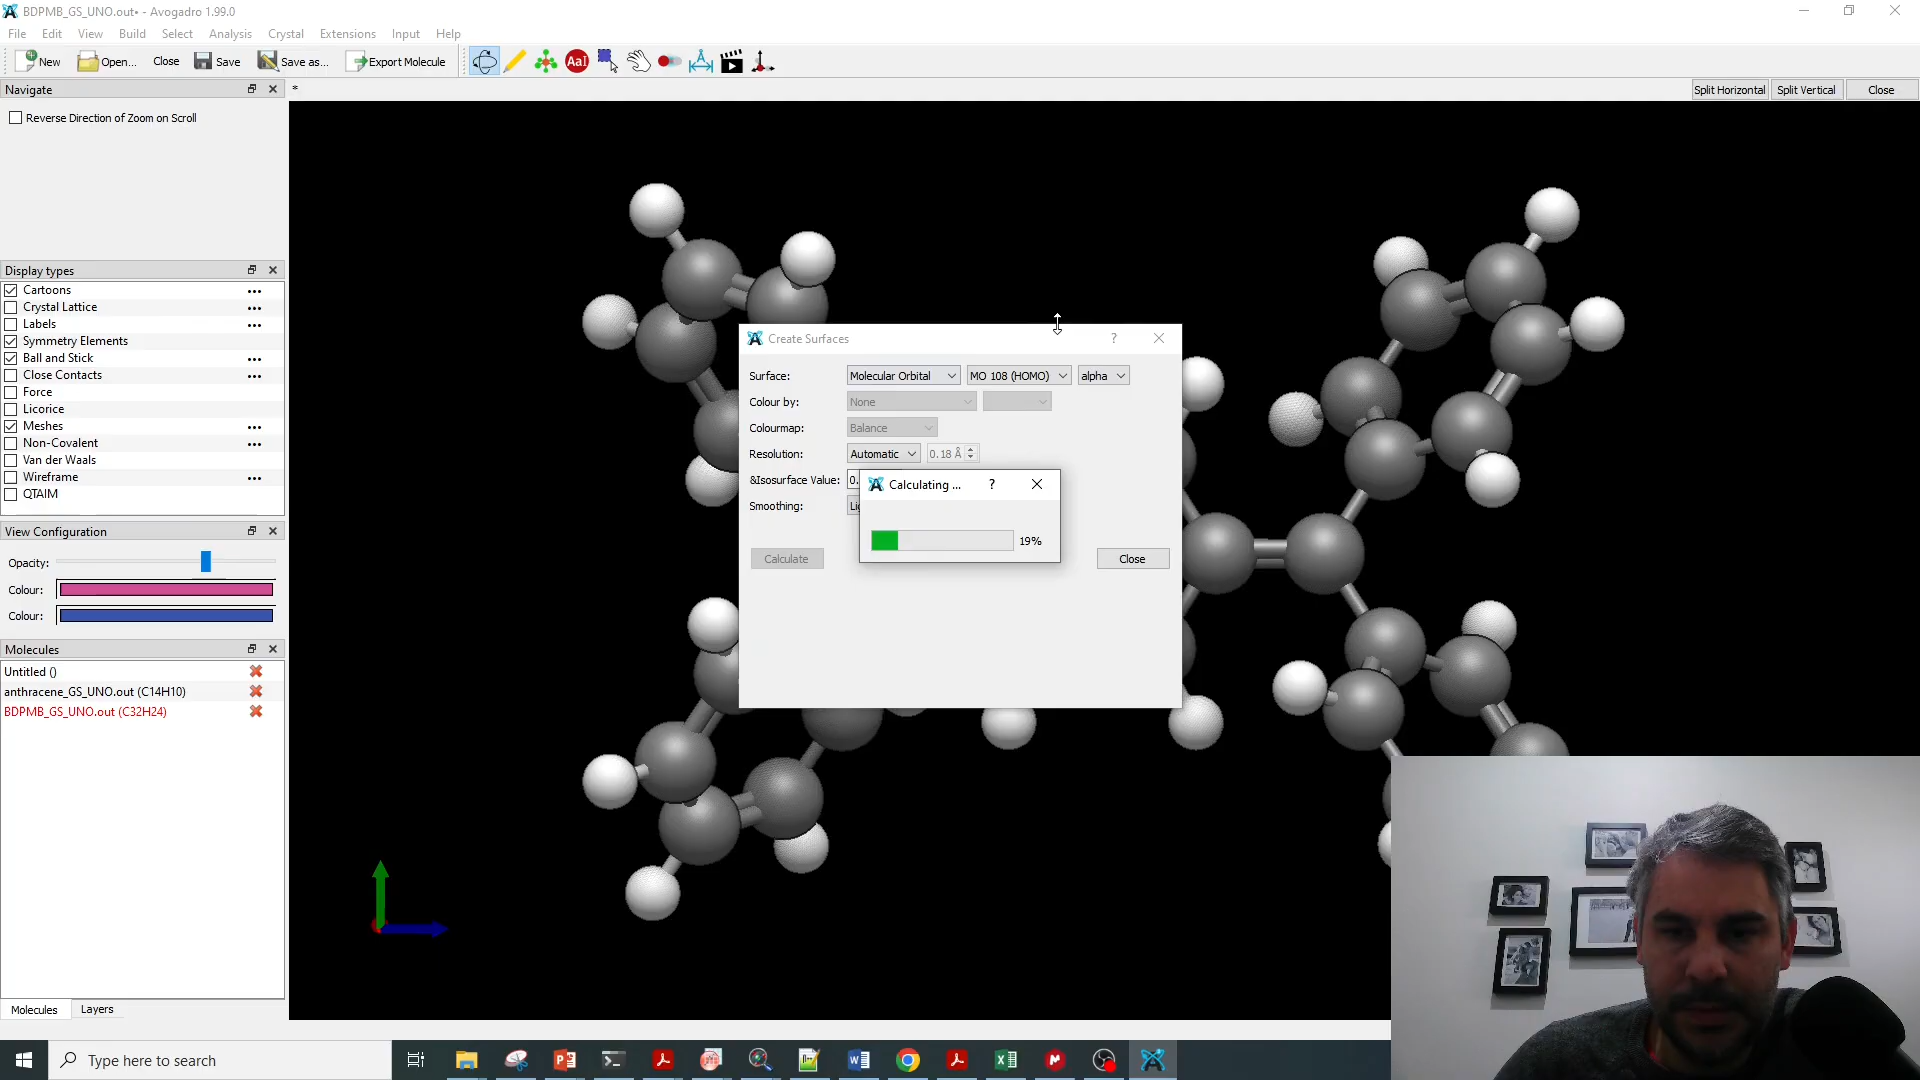 BDPMB_GS_UNO.out• - Avogadro 1.99.0
File Edit View Build Select Analysis Crystal Extensions Input Help
New Open... Close Save Save as... Export Molecule AaI
Navigate
* Split Horizontal Split Vertical Close
Reverse Direction of Zoom on Scroll
Display types
Cartoons •••
Crystal Lattice •••
Labels •••
Symmetry Elements
Ball and Stick •••
Close Contacts •••
Force
Licorice
Meshes •••
Non-Covalent •••
Van der Waals
Wireframe •••
QTAIM
View Configuration
Opacity:
Colour:
Colour:
Molecules
Untitled ()
anthracene_GS_UNO.out (C14H10)
BDPMB_GS_UNO.out (C32H24)
Molecules Layers
Create Surfaces ?
Surface: Molecular Orbital MO 108 (HOMO) alpha
Colour by: None
Colourmap: Balance
Resolution: Automatic 0.18 Å
&Isosurface Value: 0.
Smoothing: Lig
Calculating ... ?
19%
Calculate Close
Type here to search